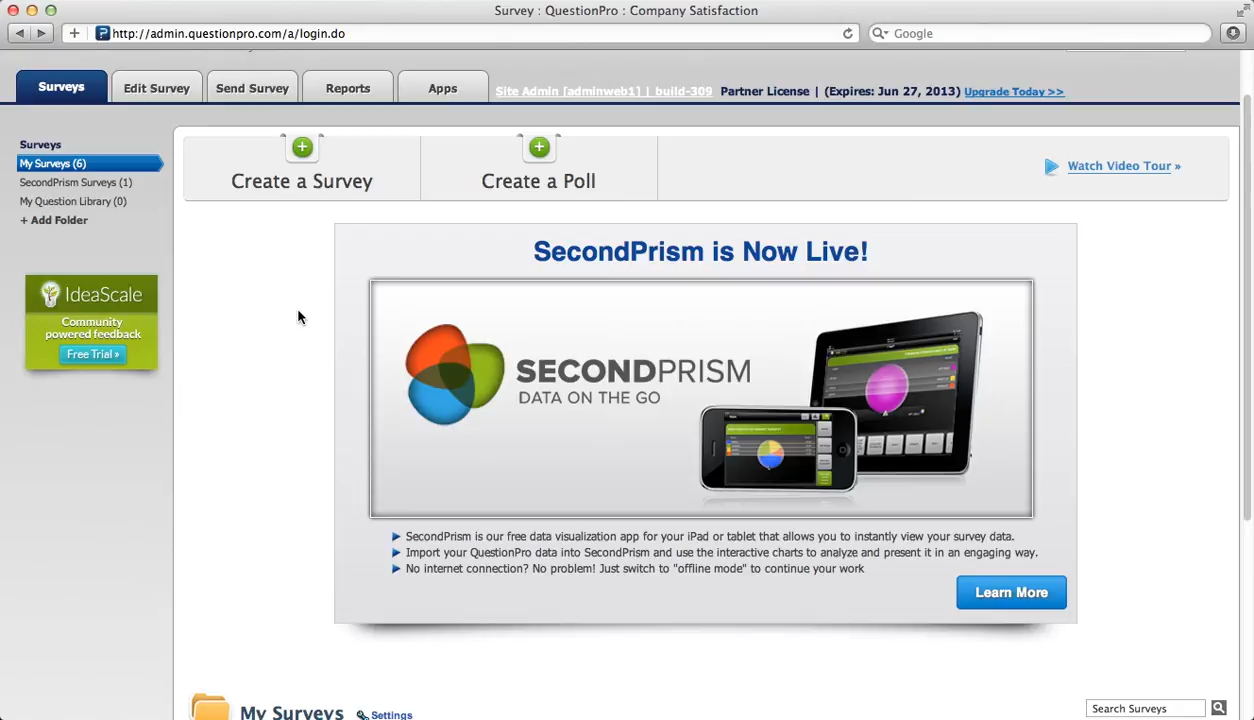 Survey : QuestionPro : Company Satisfaction
http://admin.questionpro.com/a/login.do
Google
Surveys
Edit Survey
Send Survey
Reports
Apps
Site Admin [adminweb1] | build-309 Partner License | (Expires: Jun 27, 2013) Upgrade Today >>
Surveys
My Surveys (6)
SecondPrism Surveys (1)
My Question Library (0)
+ Add Folder
IdeaScale
Community
powered feedback
Free Trial »
Create a Survey
Create a Poll
Watch Video Tour »
SecondPrism is Now Live!
SECONDPRISM
DATA ON THE GO
SecondPrism is our free data visualization app for your iPad or tablet that allows you to instantly view your survey data.
Import your QuestionPro data into SecondPrism and use the interactive charts to analyze and present it in an engaging way.
No internet connection? No problem! Just switch to "offline mode" to continue your work
Learn More
My Surveys
Settings
Search Surveys